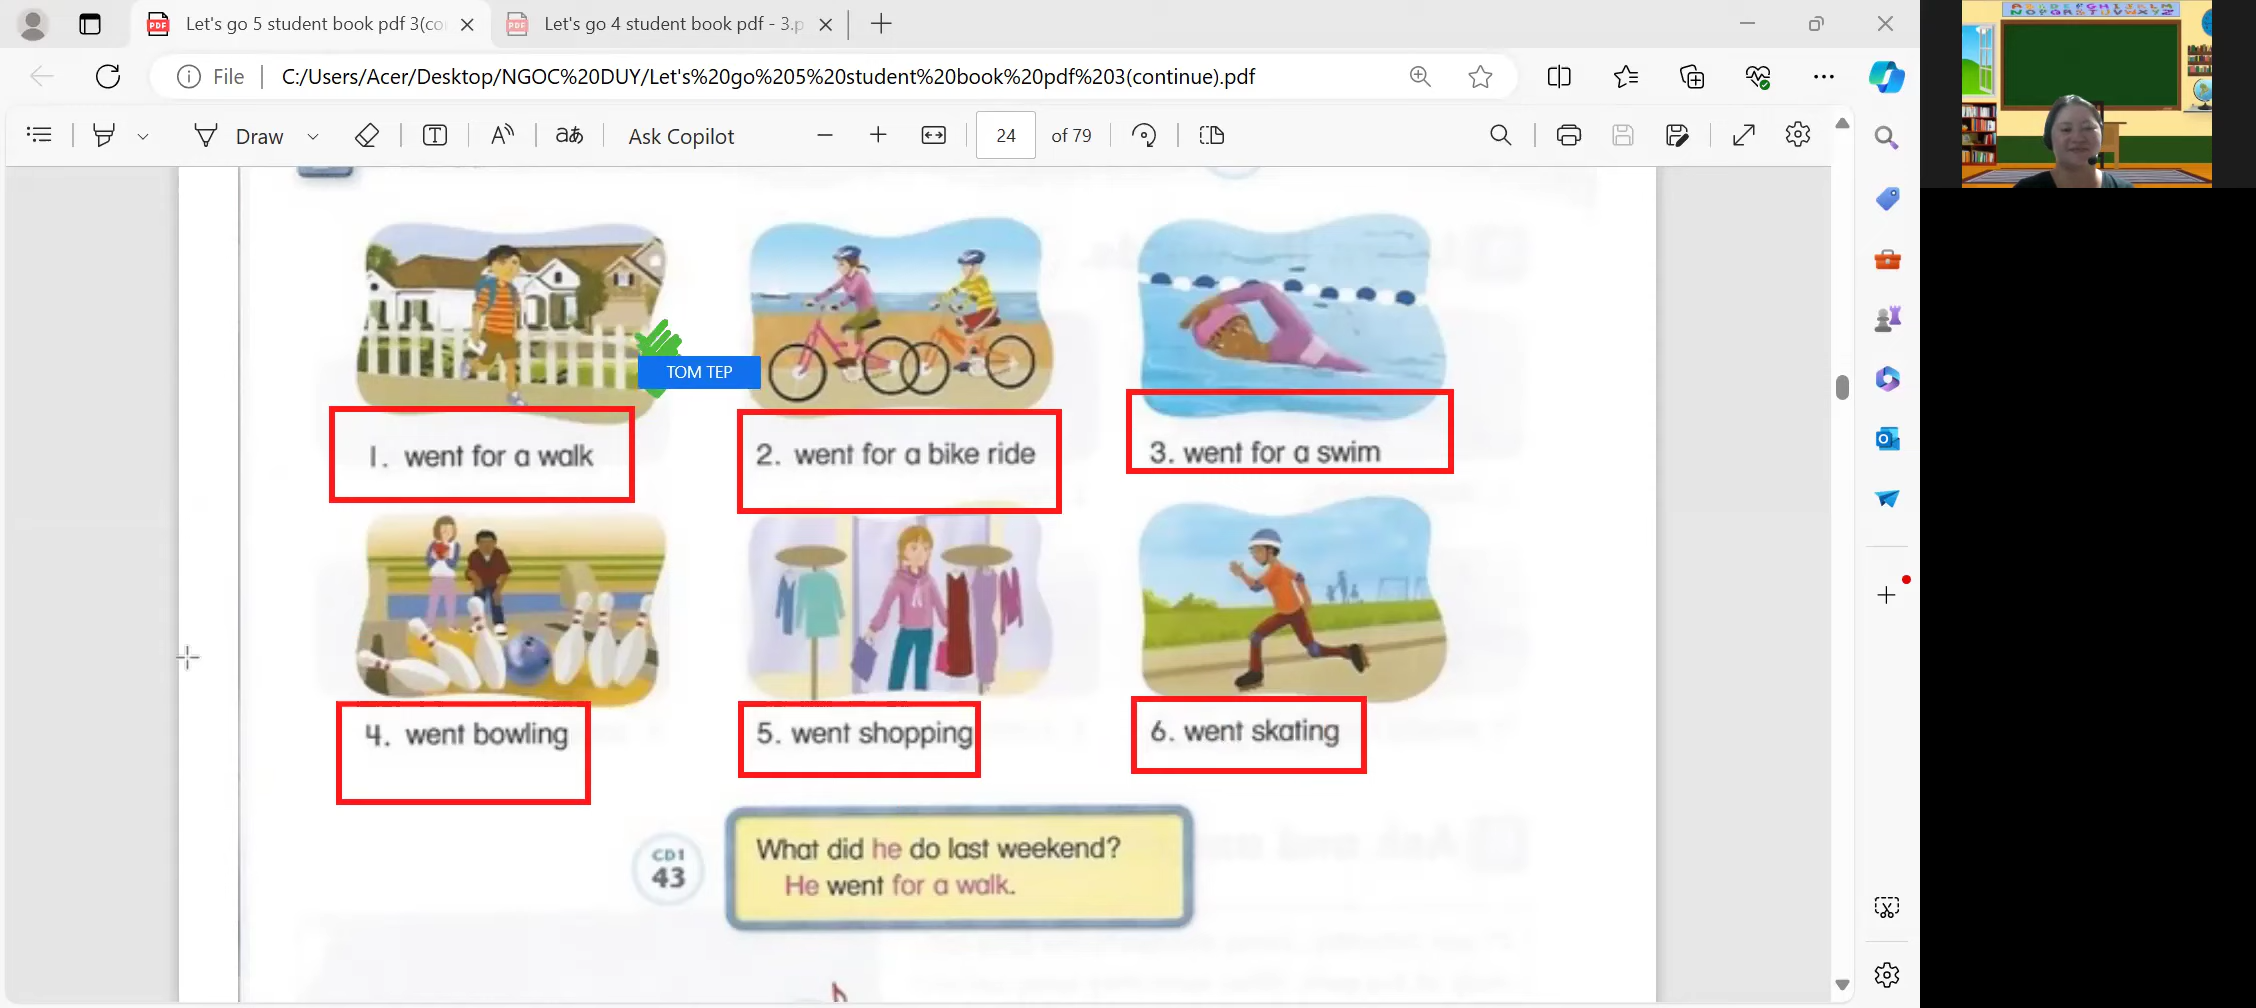 Let's go 5 student book pdf 3(co
Let's go 4 student book pdf - 3.p
File
C:/Users/Acer/Desktop/NGOC%20DUY/Let's%20go%205%20student%20book%20pdf%203(continue).pdf
Draw
Ask Copilot
24
of 79
TOM TEP
1. went for a walk
2. went for a bike ride
3. went for a swim
4. went bowling
5. went shopping
6. went skating
CD1
43
What did he do last weekend?
He went for a walk.